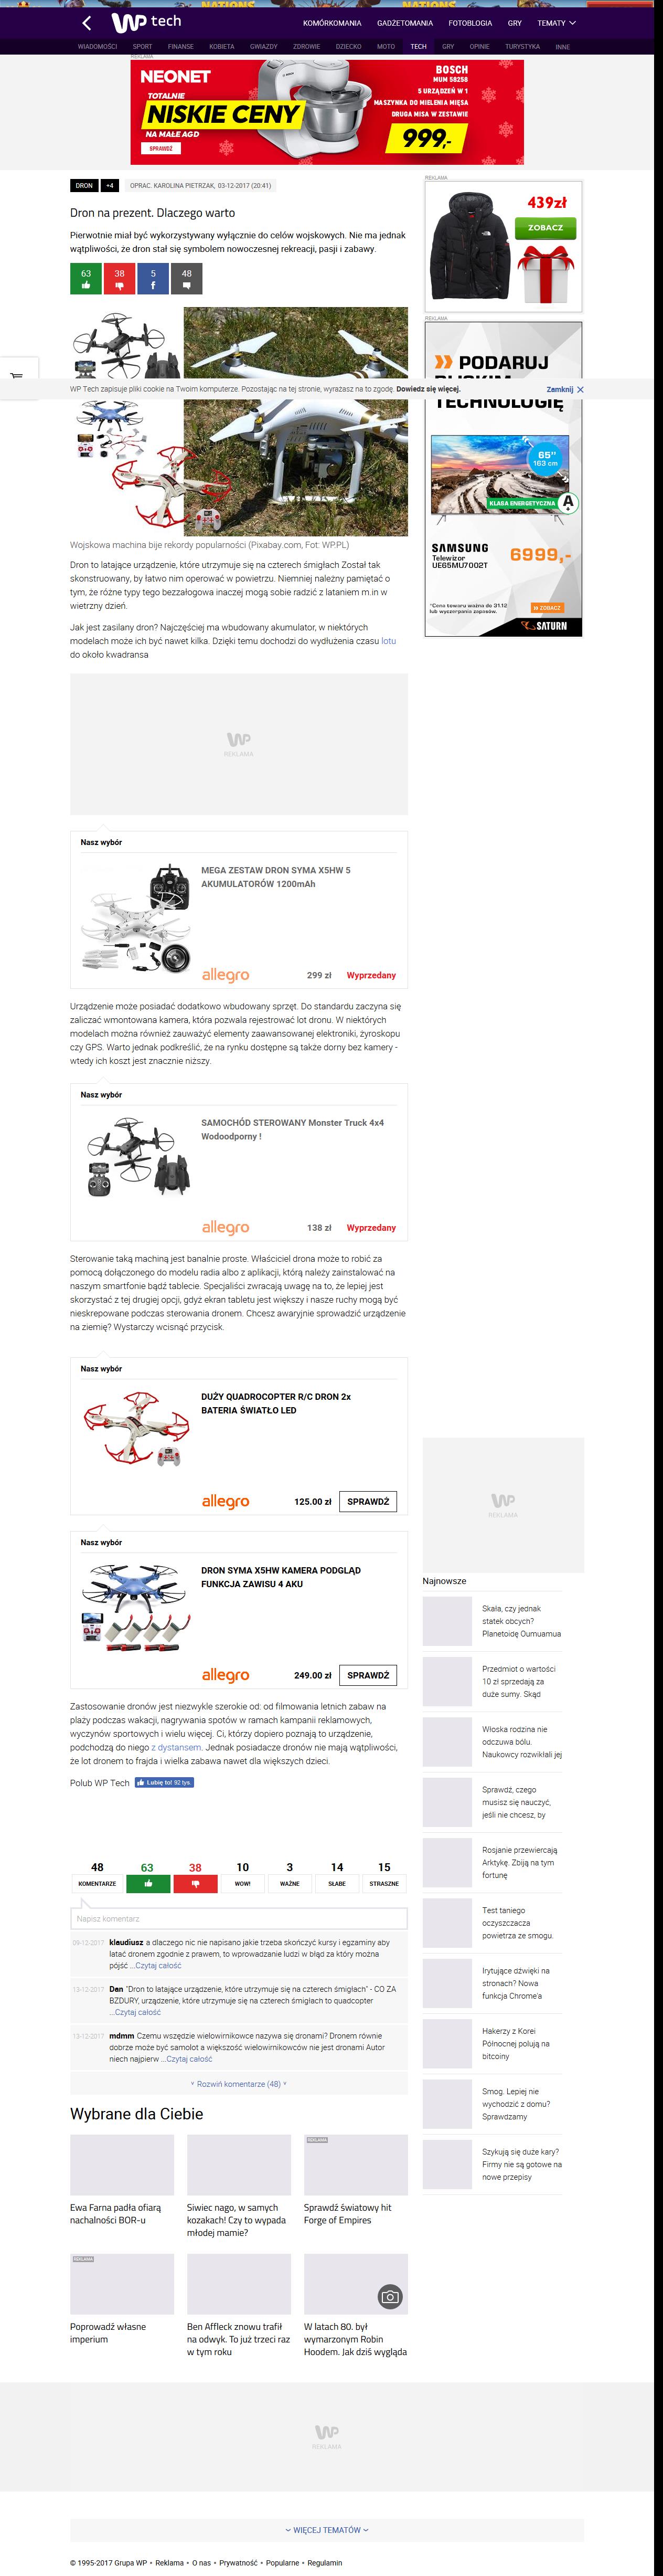 NATIONS
NATIONS
WP tech
KOMÓRKOMANIA GADŻETOMANIA FOTOBLOGIA GRY TEMATY
WIADOMOŚCI SPORT FINANSE KOBIETA GWIAZDY ZDROWIE DZIECKO MOTO TECH GRY OPINIE TURYSTYKA INNE
REKLAMA
NEONET
TOTALNIE
NISKIE CENY
NA MAŁE AGD
SPRAWDŹ
BOSCH
MUM 58258
5 URZĄDZEŃ W 1
MASZYNKA DO MIELENIA MIĘSA
DRUGA MISA W ZESTAWIE
999,-
DRON +4 OPRAC. KAROLINA PIETRZAK, 03-12-2017 (20:41)
Dron na prezent. Dlaczego warto
Pierwotnie miał być wykorzystywany wyłącznie do celów wojskowych. Nie ma jednak
wątpliwości, że dron stał się symbolem nowoczesnej rekreacji, pasji i zabawy.
63 38 5 48
f
REKLAMA
439zł
ZOBACZ
REKLAMA
PODARUJ
TECHNOLOGIĘ
65"
163 cm
KLASA ENERGETYCZNA A
SAMSUNG
Telewizor
UE65MU7002T
6999,-
*Cena towaru ważna do 31.12
lub wyczerpania zapasów.
ZOBACZ
SATURN
WP Tech zapisuje pliki cookie na Twoim komputerze. Pozostając na tej stronie, wyrażasz na to zgodę. Dowiedz się więcej. Zamknij
Wojskowa machina bije rekordy popularności (Pixabay.com, Fot: WP.PL)
Dron to latające urządzenie, które utrzymuje się na czterech śmigłach Został tak
skonstruowany, by łatwo nim operować w powietrzu. Niemniej należny pamiętać o
tym, że różne typy tego bezzałogowa inaczej mogą sobie radzić z lataniem m.in w
wietrzny dzień.
Jak jest zasilany dron? Najczęściej ma wbudowany akumulator, w niektórych
modelach może ich być nawet kilka. Dzięki temu dochodzi do wydłużenia czasu lotu
do około kwadransa
WP
REKLAMA
Nasz wybór
MEGA ZESTAW DRON SYMA X5HW 5
AKUMULATORÓW 1200mAh
allegro 299 zł Wyprzedany
Urządzenie może posiadać dodatkowo wbudowany sprzęt. Do standardu zaczyna się
zaliczać wmontowana kamera, która pozwala rejestrować lot dronu. W niektórych
modelach można również zauważyć elementy zaawansowanej elektroniki, żyroskopu
czy GPS. Warto jednak podkreślić, że na rynku dostępne są także dorny bez kamery -
wtedy ich koszt jest znacznie niższy.
Nasz wybór
SAMOCHÓD STEROWANY Monster Truck 4x4
Wodoodporny !
allegro 138 zł Wyprzedany
Sterowanie taką machiną jest banalnie proste. Właściciel drona może to robić za
pomocą dołączonego do modelu radia albo z aplikacji, którą należy zainstalować na
naszym smartfonie bądź tablecie. Specjaliści zwracają uwagę na to, że lepiej jest
skorzystać z tej drugiej opcji, gdyż ekran tabletu jest większy i nasze ruchy mogą być
nieskrepowane podczas sterowania dronem. Chcesz awaryjnie sprowadzić urządzenie
na ziemię? Wystarczy wcisnąć przycisk.
Nasz wybór
DUŻY QUADROCOPTER R/C DRON 2x
BATERIA ŚWIATŁO LED
allegro 125.00 zł SPRAWDŹ
Nasz wybór
DRON SYMA X5HW KAMERA PODGLĄD
FUNKCJA ZAWISU 4 AKU
allegro 249.00 zł SPRAWDŹ
Zastosowanie dronów jest niezwykle szerokie od: od filmowania letnich zabaw na
plaży podczas wakacji, nagrywania spotów w ramach kampanii reklamowych,
wyczynów sportowych i wielu więcej. Ci, którzy dopiero poznają to urządzenie,
podchodzą do niego z dystansem. Jednak posiadacze dronów nie mają wątpliwości,
że lot dronem to frajda i wielka zabawa nawet dla większych dzieci.
Polub WP Tech Lubię to! 92 tys.
48 63 38 10 3 14 15
KOMENTARZE WOW! WAŻNE SŁABE STRASZNE
Napisz komentarz
09-12-2017 klaudiusz a dlaczego nic nie napisano jakie trzeba skończyć kursy i egzaminy aby
latać dronem zgodnie z prawem, to wprowadzanie ludzi w błąd za który można
pójść ...Czytaj całość
13-12-2017 Dan "Dron to latające urządzenie, które utrzymuje się na czterech śmigłach" - CO ZA
BZDURY, urządzenie, które utrzymuje się na czterech śmigłach to quadcopter
...Czytaj całość
13-12-2017 mdmm Czemu wszędzie wielowirnikowce nazywa się dronami? Dronem równie
dobrze może być samolot a większość wielowirnikowców nie jest dronami Autor
niech najpierw ...Czytaj całość
Rozwiń komentarze (48)
WP
REKLAMA
Najnowsze
Skała, czy jednak
statek obcych?
Planetoidę Oumuamua
Przedmiot o wartości
10 zł sprzedają za
duże sumy. Skąd
Włoska rodzina nie
odczuwa bólu.
Naukowcy rozwikłali jej
Sprawdź, czego
musisz się nauczyć,
jeśli nie chcesz, by
Rosjanie przewiercają
Arktykę. Zbiją na tym
fortunę
Test taniego
oczyszczacza
powietrza ze smogu.
Irytujące dźwięki na
stronach? Nowa
funkcja Chrome'a
Hakerzy z Korei
Północnej polują na
bitcoiny
Smog. Lepiej nie
wychodzić z domu?
Sprawdzamy
Szykują się duże kary?
Firmy nie są gotowe na
nowe przepisy
Wybrane dla Ciebie
REKLAMA
Ewa Farna padła ofiarą
nachalności BOR-u
Siwiec nago, w samych
kozakach! Czy to wypada
młodej mamie?
Sprawdź światowy hit
Forge of Empires
REKLAMA
Poprowadź własne
imperium
Ben Affleck znowu trafił
na odwyk. To już trzeci raz
w tym roku
W latach 80. był
wymarzonym Robin
Hoodem. Jak dziś wygląda
WP
REKLAMA
WIĘCEJ TEMATÓW
© 1995-2017 Grupa WP • Reklama • O nas • Prywatność • Popularne • Regulamin